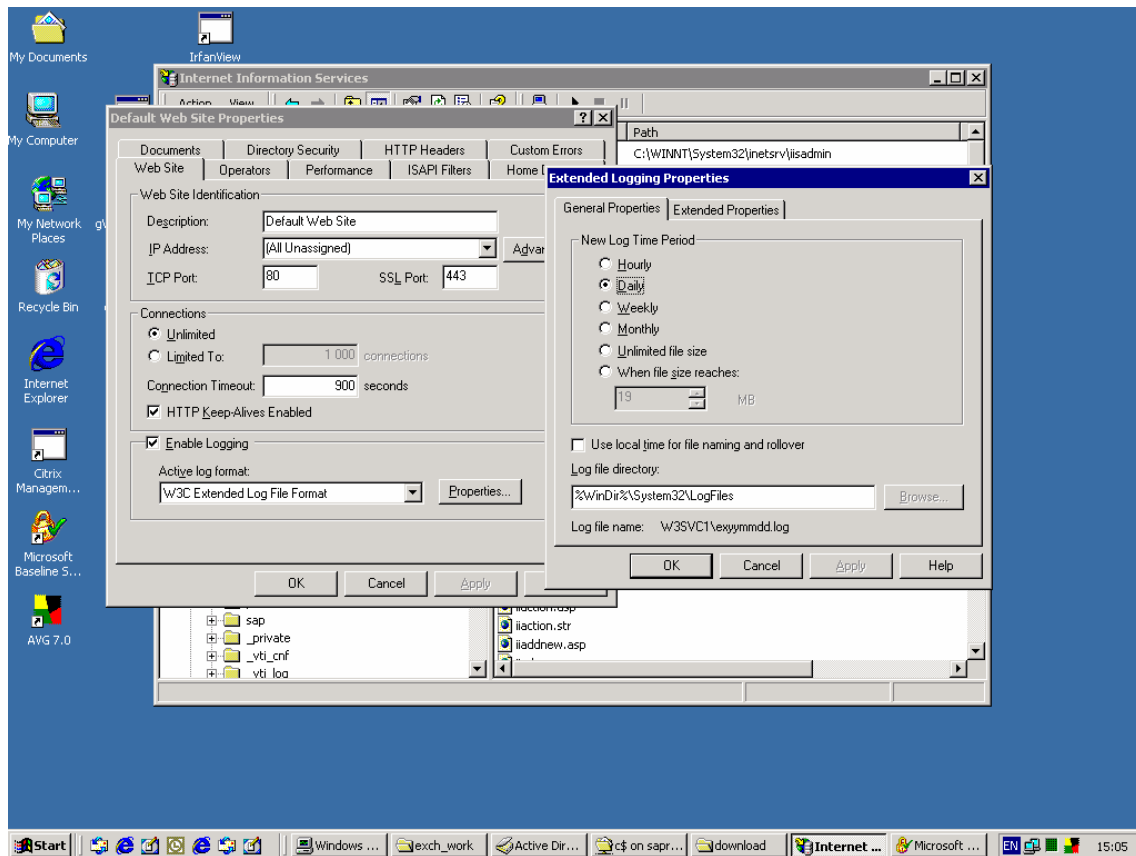 My Documents
IrfanView
Internet Information Services
Action View
My Computer
Default Web Site Properties
Path
C:\WINNT\System32\inetsrv\iisadmin
Documents Directory Security HTTP Headers Custom Errors
Web Site Operators Performance ISAPI Filters Home
Extended Logging Properties
Web Site Identification
Description: Default Web Site
IP Address: (All Unassigned) Advan
TCP Port: 80 SSL Port: 443
General Properties Extended Properties
New Log Time Period
Hourly
Daily
Weekly
Monthly
Unlimited file size
When file size reaches:
19 MB
My Network
Places
Recycle Bin
Connections
Unlimited
Limited To: 1 000 connections
Connection Timeout: 900 seconds
HTTP Keep-Alives Enabled
Internet
Explorer
Enable Logging
Active log format:
W3C Extended Log File Format Properties...
Use local time for file naming and rollover
Log file directory:
%WinDir%\System32\LogFiles Browse...
Log file name: W3SVC1\exyymmdd.log
OK Cancel Apply Help
Citrix
Managem...
Microsoft
Baseline S...
OK Cancel Apply
AVG 7.0
sap
_private
_vti_cnf
_vti_log
iiaction.asp
iiaction.str
iiaddnew.asp
Start Windows ... exch_work Active Dir... c$ on sapr... download Internet ... Microsoft ... EN 15:05